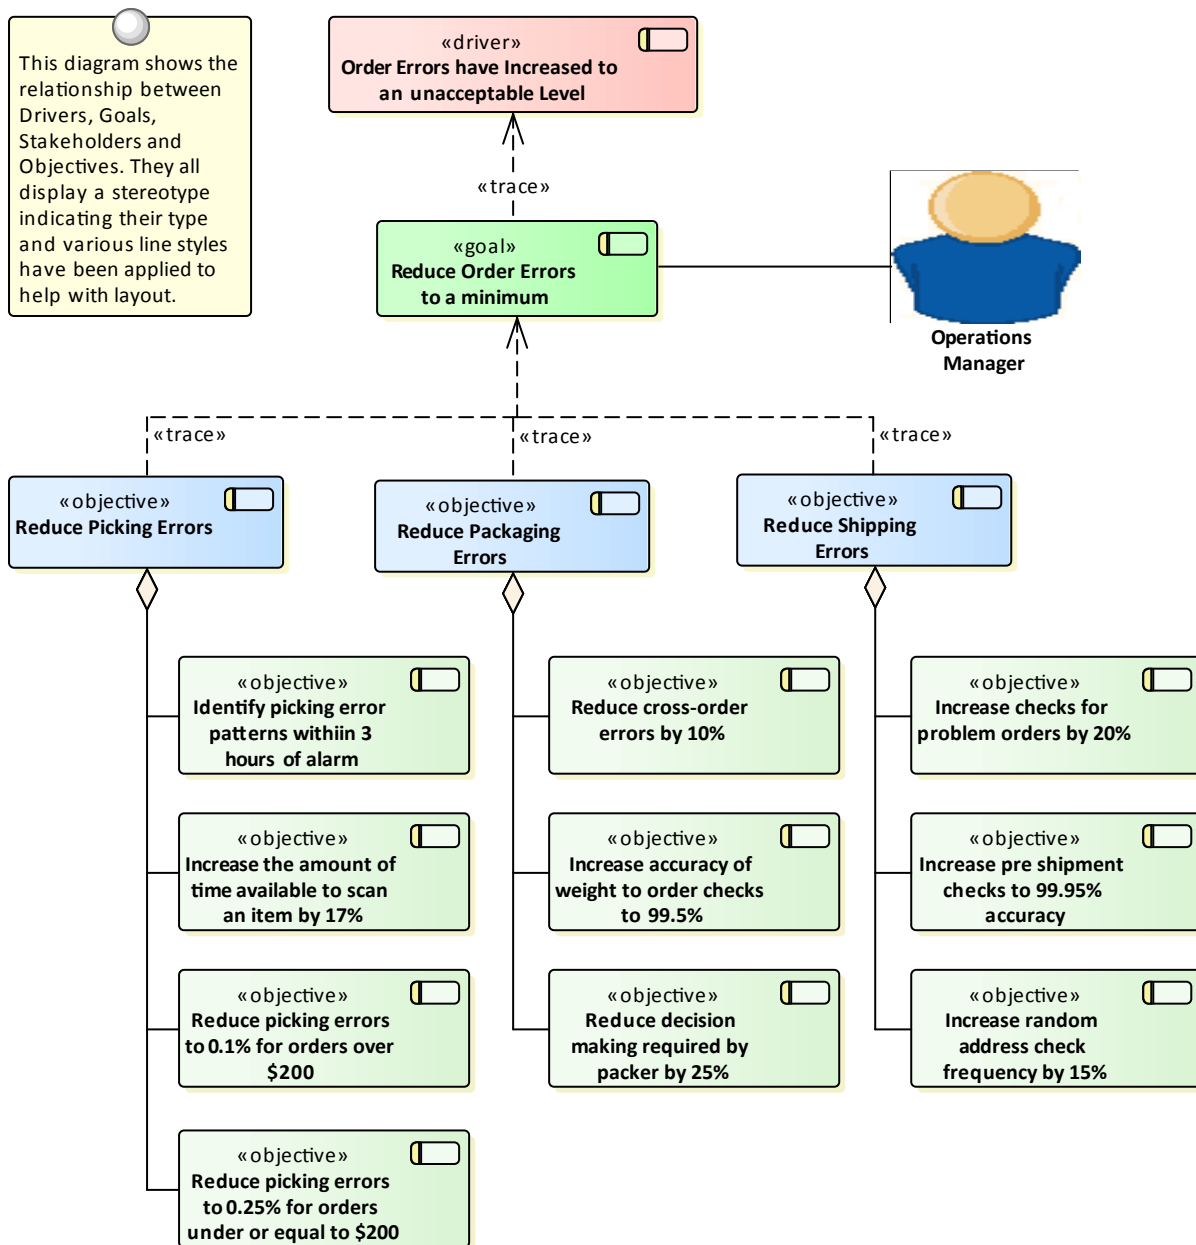 This diagram shows the
relationship between
Drivers, Goals,
Stakeholders and
Objectives. They all
display a stereotype
indicating their type
and various line styles
have been applied to
help with layout.
«driver»
Order Errors have Increased to
an unacceptable Level
«trace»
«goal»
Reduce Order Errors
to a minimum
Operations
Manager
«trace»
«trace»
«trace»
«objective»
Reduce Picking Errors
«objective»
Reduce Packaging
Errors
«objective»
Reduce Shipping
Errors
«objective»
Identify picking error
patterns withiin 3
hours of alarm
«objective»
Reduce cross-order
errors by 10%
«objective»
Increase checks for
problem orders by 20%
«objective»
Increase the amount of
time available to scan
an item by 17%
«objective»
Increase accuracy of
weight to order checks
to 99.5%
«objective»
Increase pre shipment
checks to 99.95%
accuracy
«objective»
Reduce picking errors
to 0.1% for orders over
$200
«objective»
Reduce decision
making required by
packer by 25%
«objective»
Increase random
address check
frequency by 15%
«objective»
Reduce picking errors
to 0.25% for orders
under or equal to $200